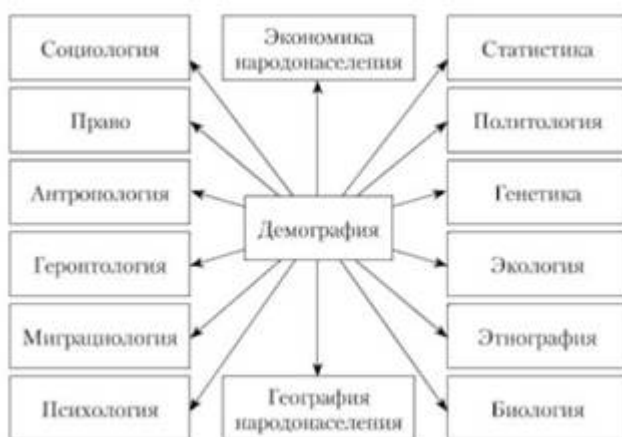 Социология
Экономика
народонаселения
Статистика
Право
Политология
Антропология
Генетика
Демография
Геронтология
Экология
Миграциология
Этнография
Психология
География
народонаселения
Биология